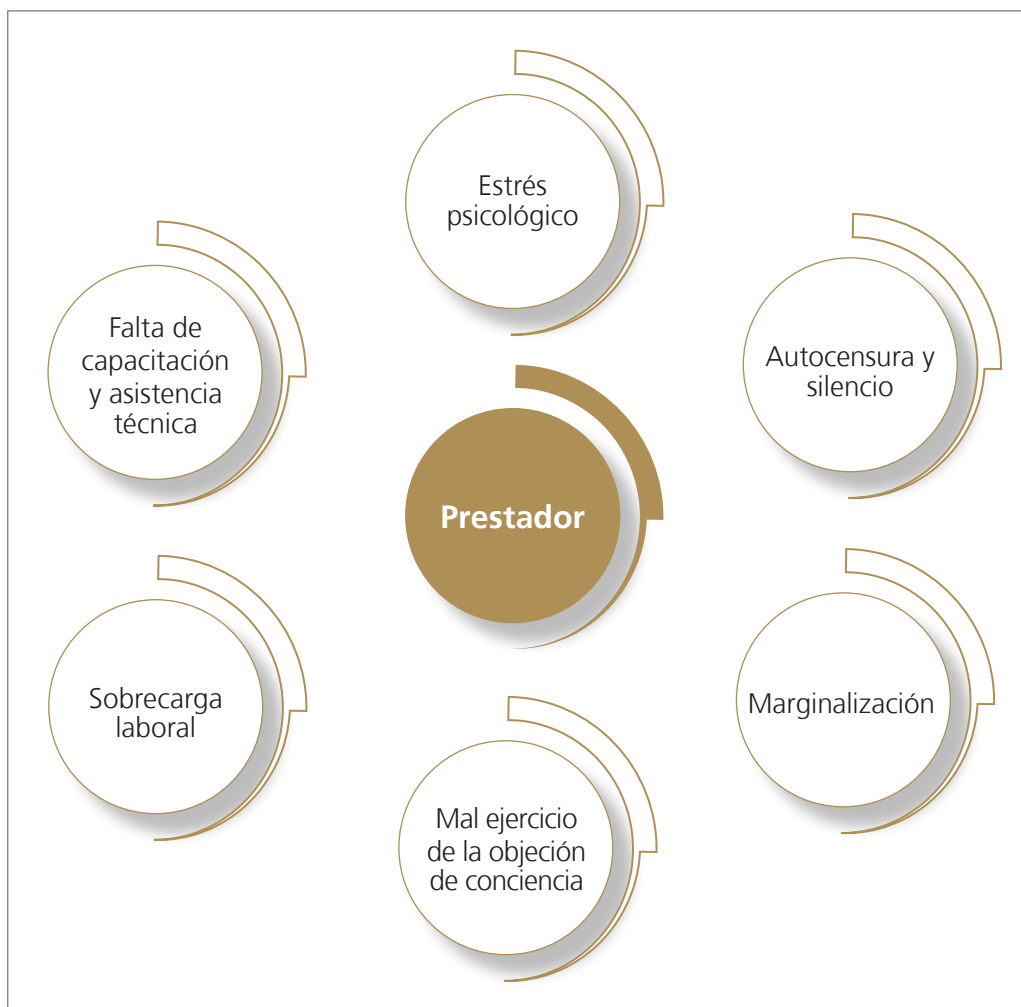 Estrés
psicológico
Falta de
capacitación
y asistencia
técnica
Autocensura y
silencio
Prestador
Sobrecarga
laboral
Marginalización
Mal ejercicio
de la objeción
de conciencia